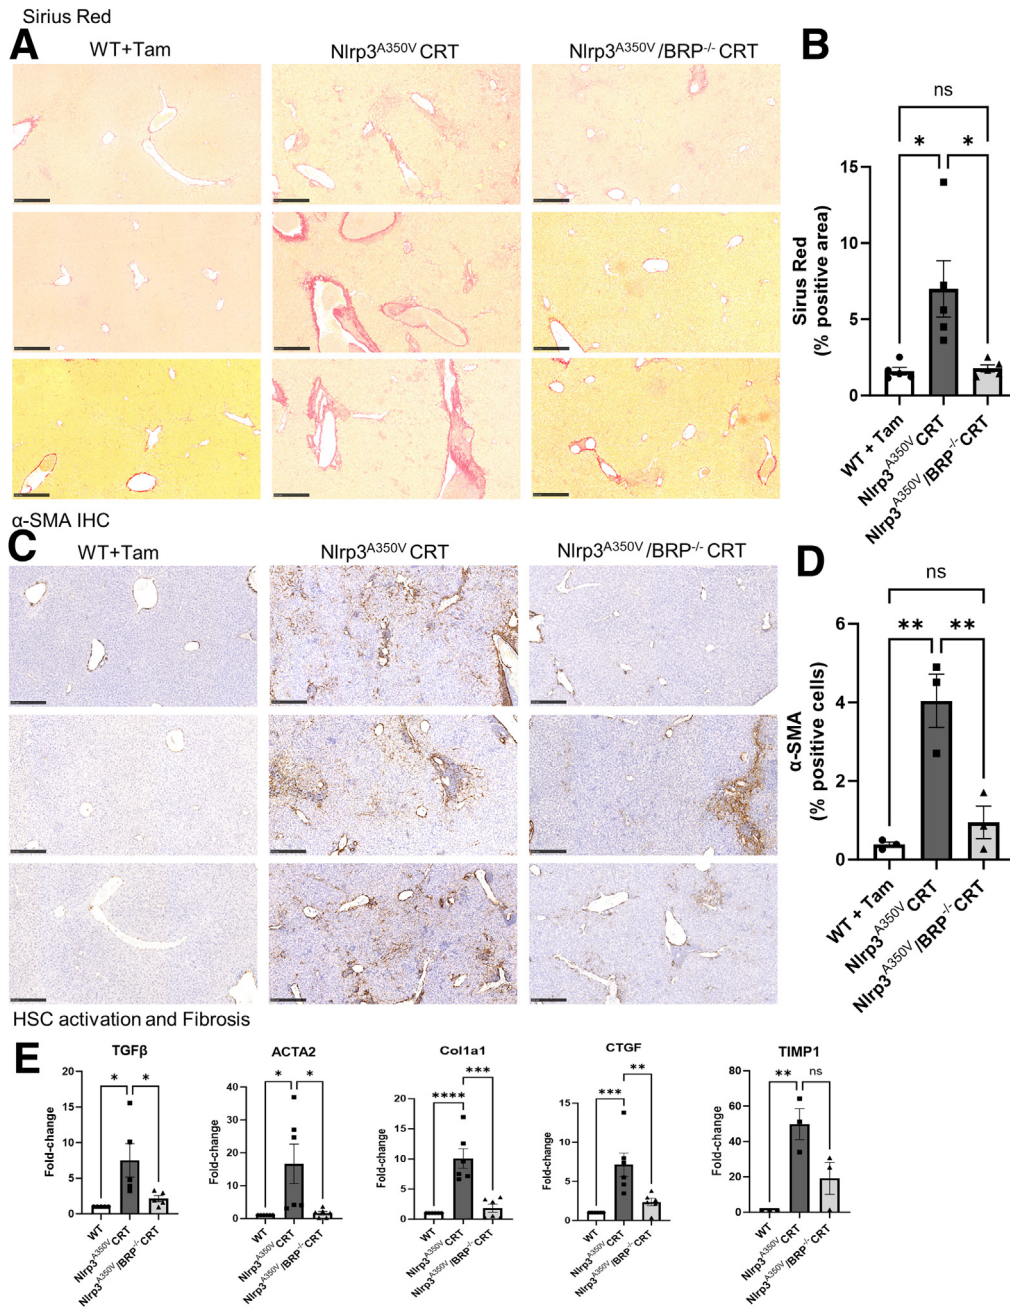 Sirius Red
A
WT+Tam
Nlrp3A350V CRT
Nlrp3A350V/BRP-/- CRT
B
ns
*
*
15
10
5
0
Sirus Red
(% positive area)
WT + Tam
Nlrp3A350V CRT
Nlrp3A350V/BRP-/- CRT
α-SMA IHC
C
WT+Tam
Nlrp3A350V CRT
Nlrp3A350V/BRP-/- CRT
D
ns
**
**
6
4
2
0
α-SMA
(% positive cells)
WT + Tam
Nlrp3A350V CRT
Nlrp3A350V/BRP-/- CRT
HSC activation and Fibrosis
E
TGFβ
*
*
20
15
10
5
0
Fold-change
WT
Nlrp3A350V CRT
Nlrp3A350V/BRP-/- CRT
ACTA2
*
*
40
30
20
10
0
Fold-change
WT
Nlrp3A350V CRT
Nlrp3A350V/BRP-/- CRT
Col1a1
****
***
20
15
10
5
0
Fold-change
WT
Nlrp3A350V CRT
Nlrp3A350V/BRP-/- CRT
CTGF
***
**
15
10
5
0
Fold-change
WT
Nlrp3A350V CRT
Nlrp3A350V/BRP-/- CRT
TIMP1
**
ns
80
60
40
20
0
Fold-change
WT
Nlrp3A350V CRT
Nlrp3A350V/BRP-/- CRT